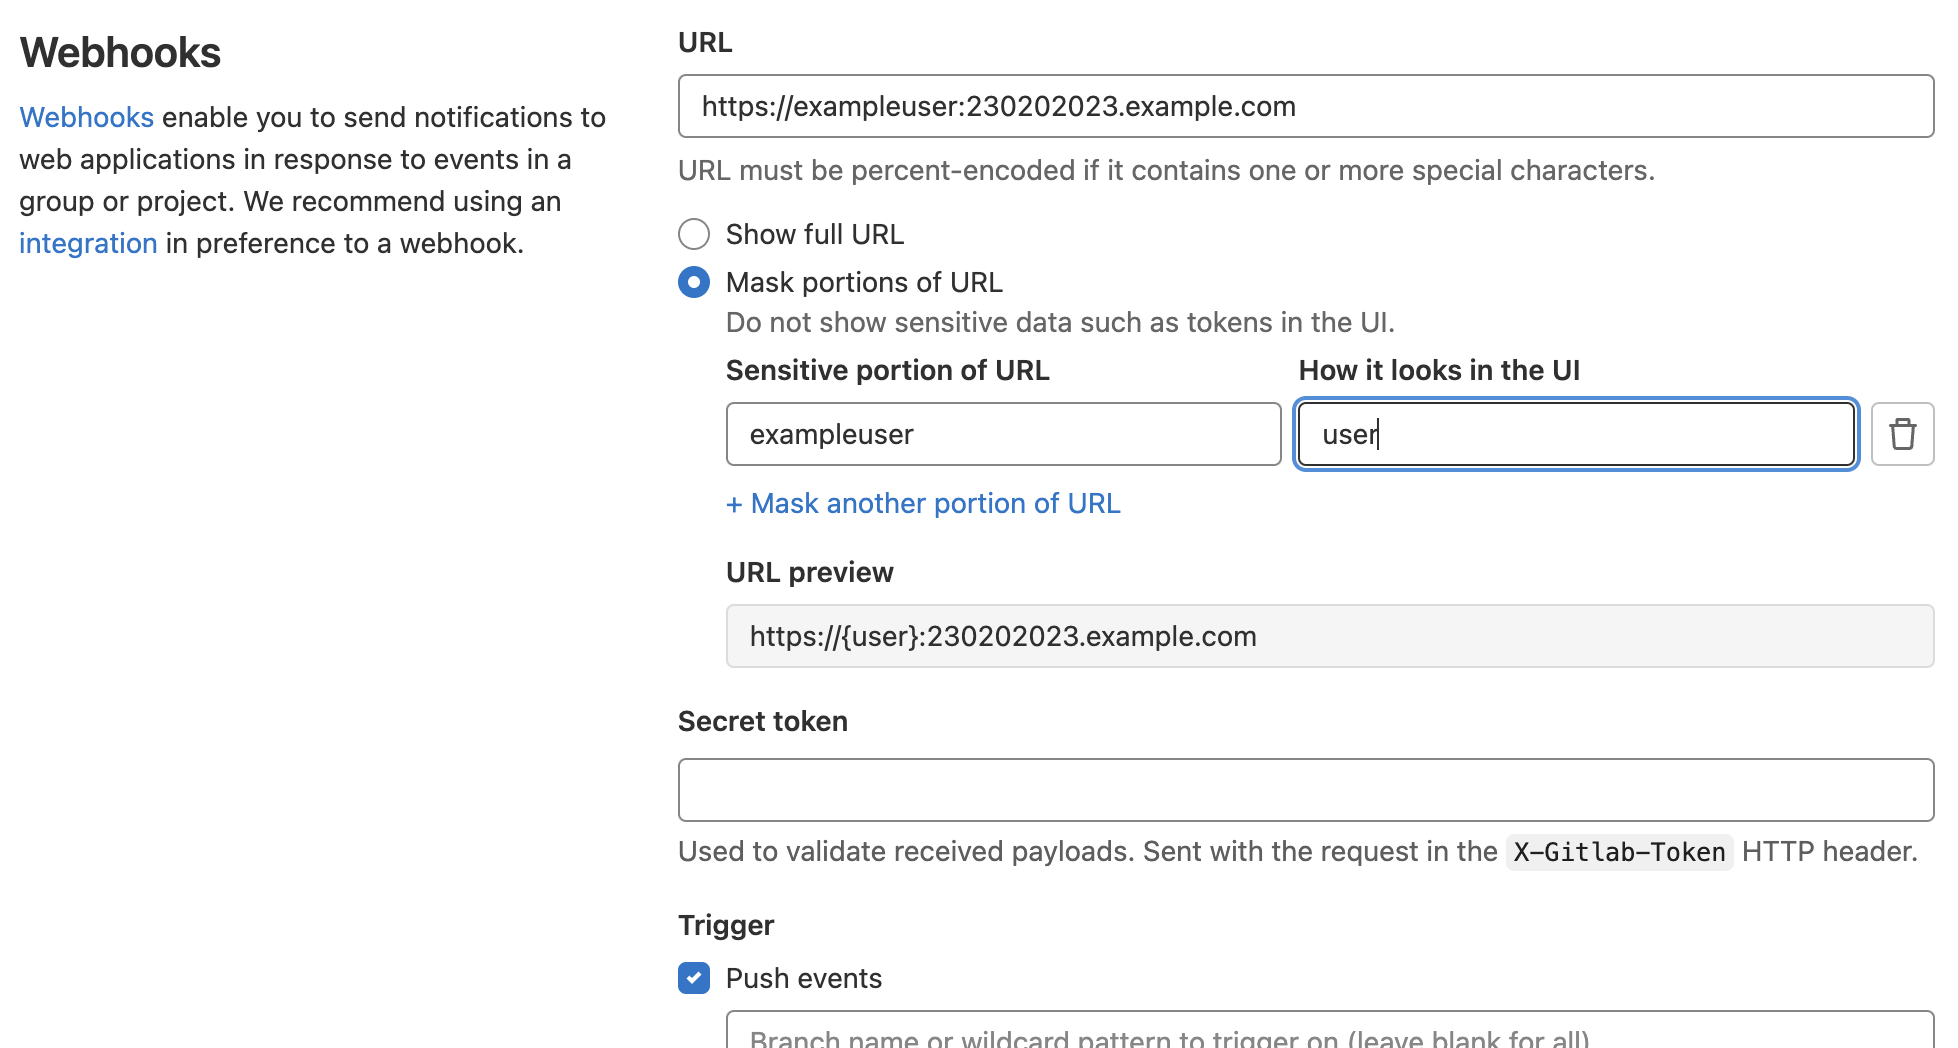 Webhooks
Webhooks enable you to send notifications to
web applications in response to events in a
group or project. We recommend using an
integration in preference to a webhook.
URL
https://exampleuser:230202023.example.com
URL must be percent-encoded if it contains one or more special characters.
Show full URL
Mask portions of URL
Do not show sensitive data such as tokens in the UI.
Sensitive portion of URL
How it looks in the UI
exampleuser
user
+ Mask another portion of URL
URL preview
https://{user}:230202023.example.com
Secret token
Used to validate received payloads. Sent with the request in the X-Gitlab-Token HTTP header.
Trigger
Push events
Branch name or wildcard pattern to trigger on (leave blank for all)